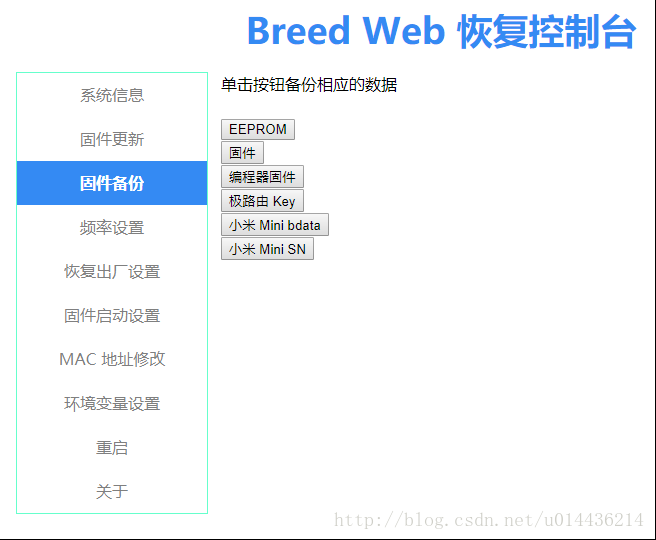 Breed Web 恢复控制台
系统信息
固件更新
固件备份
频率设置
恢复出厂设置
固件启动设置
MAC 地址修改
环境变量设置
重启
关于
单击按钮备份相应的数据
EEPROM
固件
编程器固件
极路由 Key
小米 Mini bdata
小米 Mini SN
http://blog.csdn.net/u014436214